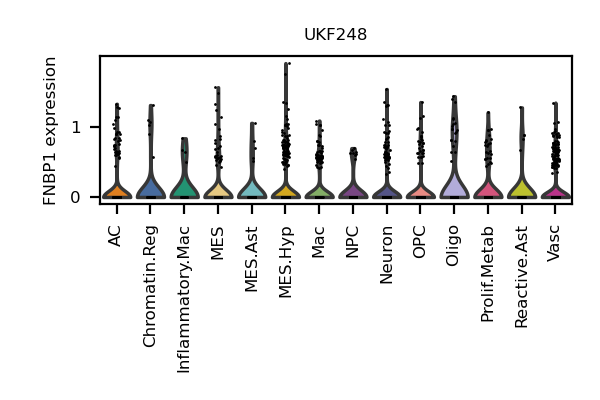 UKF248
FNBP1 expression
1
0
AC
Chromatin.Reg
Inflammatory.Mac
MES
MES.Ast
MES.Hyp
Mac
NPC
Neuron
OPC
Oligo
Prolif.Metab
Reactive.Ast
Vasc